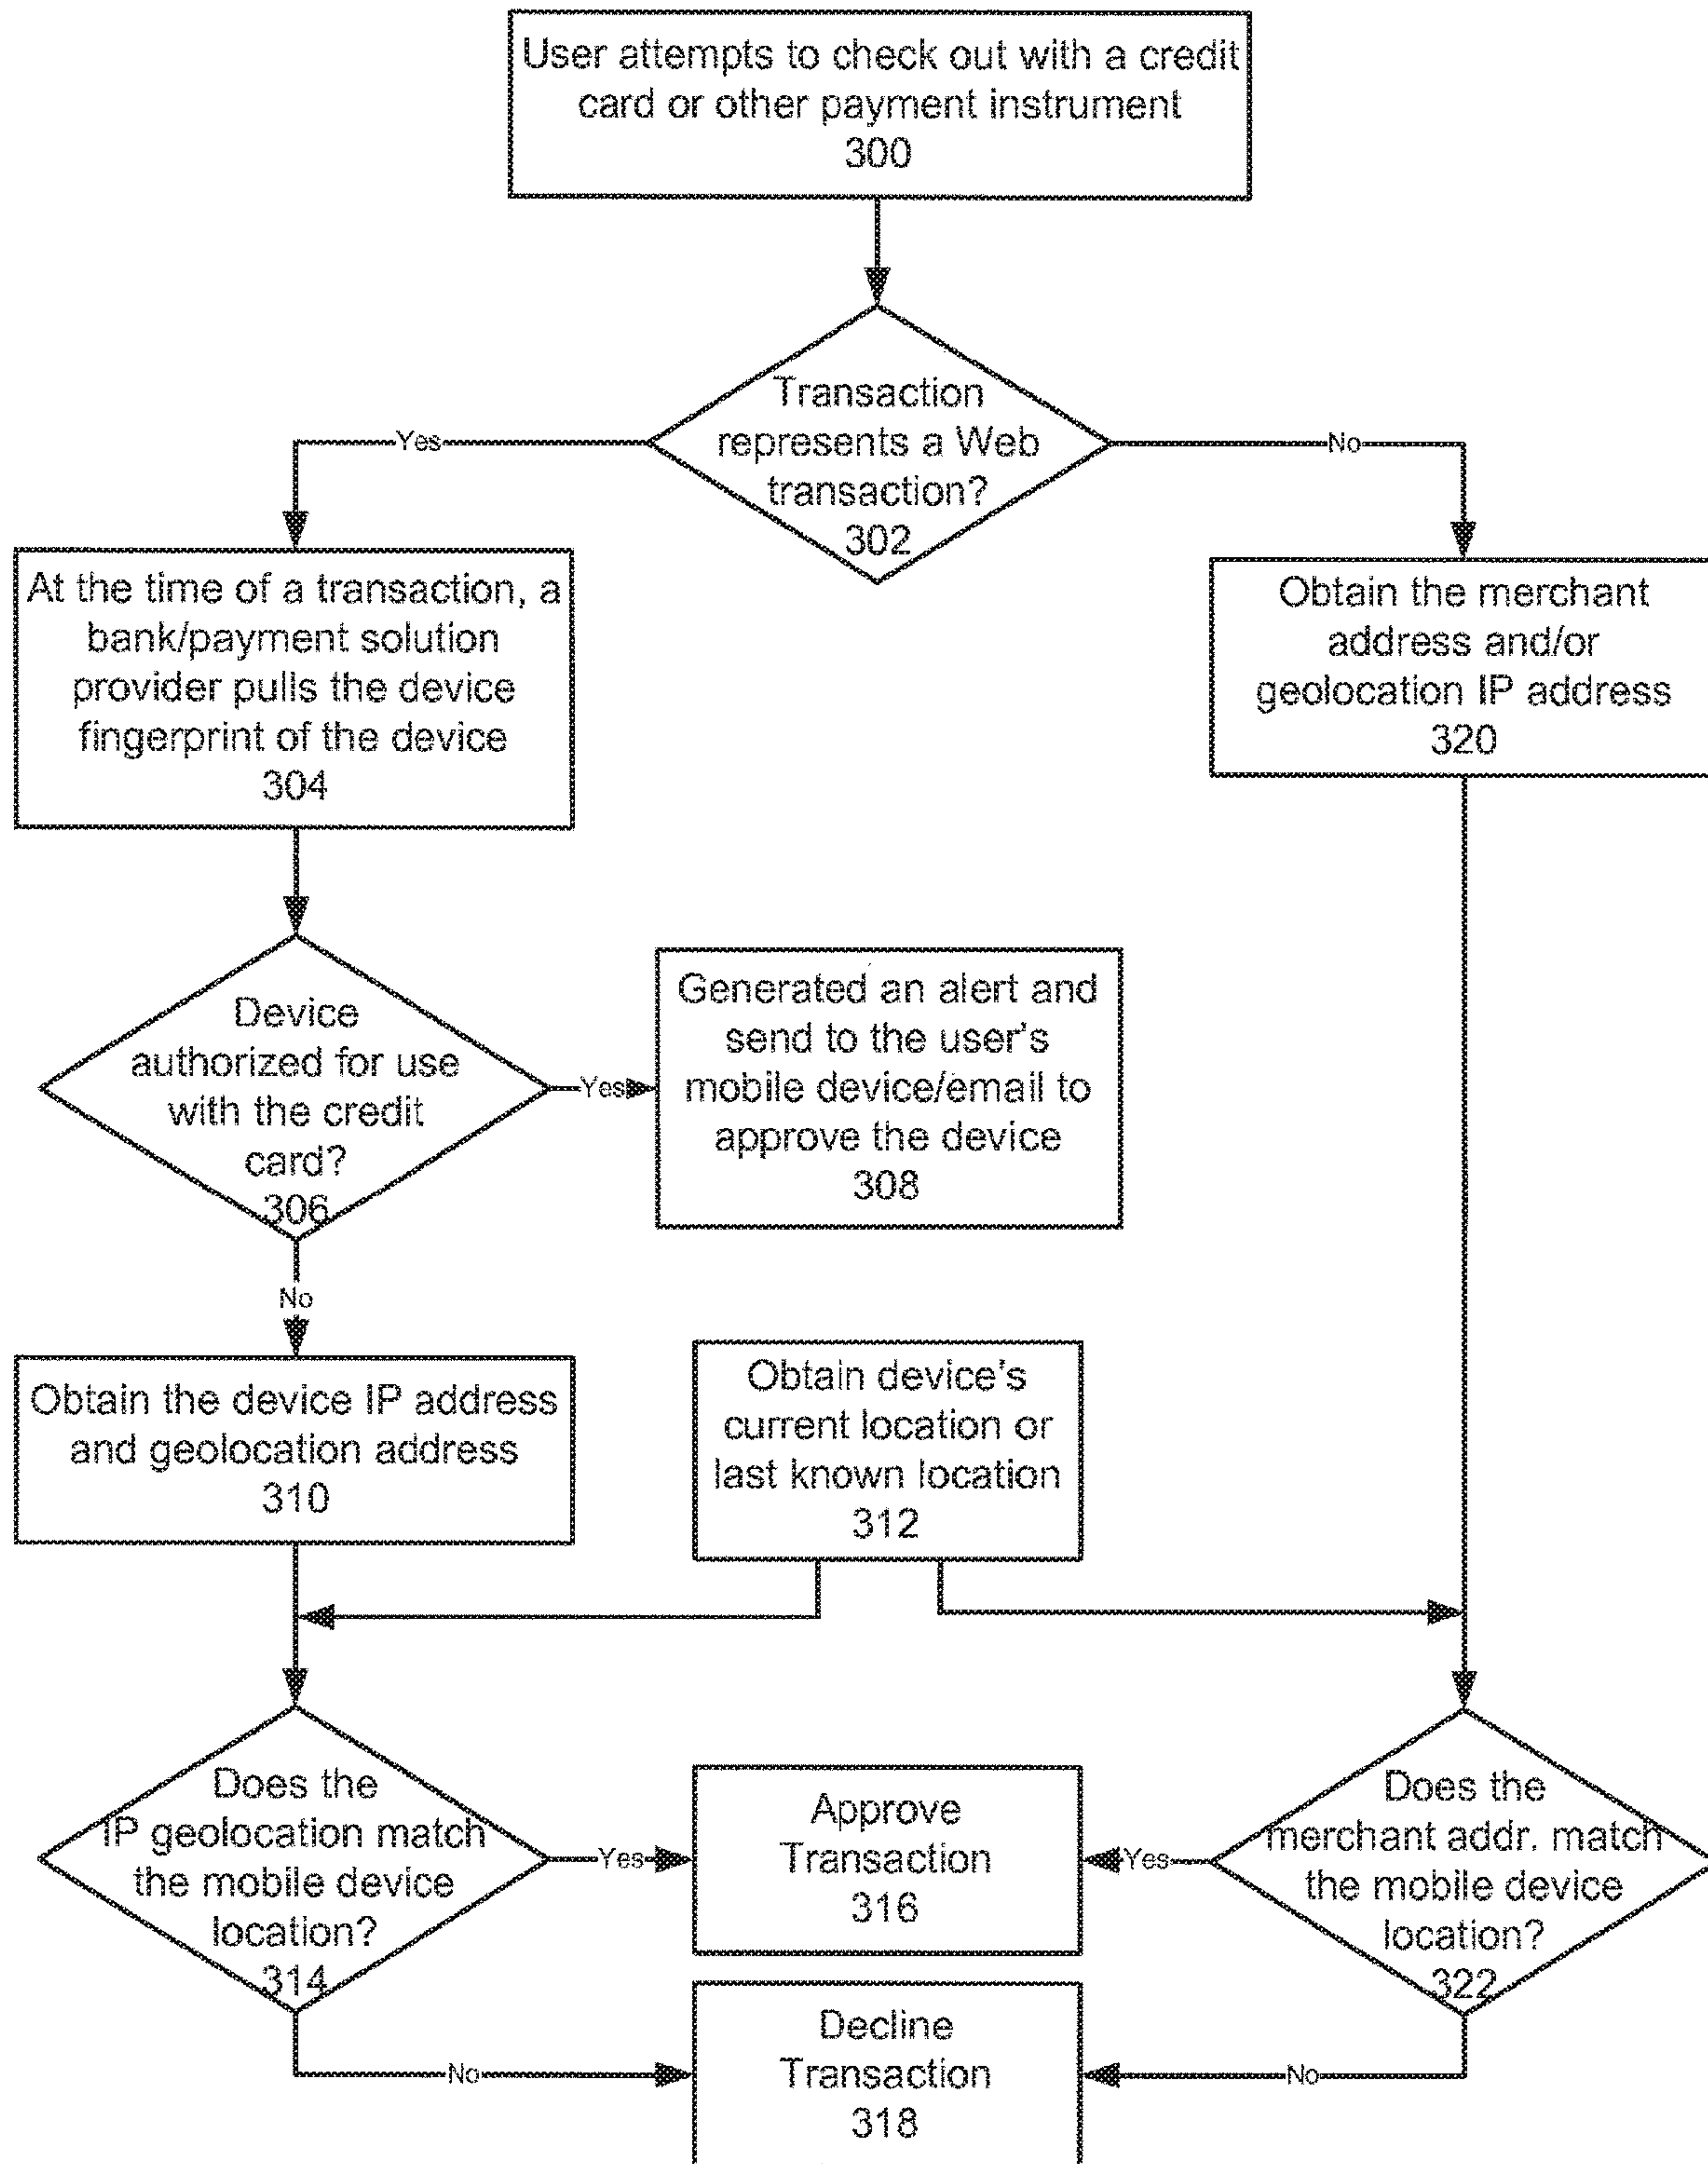 User attempts to check out with a credit
card or other payment instrument
300
Transaction
represents a Web
transaction?
302
Yes
No
At the time of a transaction, a
bank/payment solution
provider pulls the device
fingerprint of the device
304
Obtain the merchant
address and/or
geolocation IP address
320
Device
authorized for use
with the credit
card?
306
Yes
Generated an alert and
send to the user's
mobile device/email to
approve the device
308
No
Obtain the device IP address
and geolocation address
310
Obtain device's
current location or
last known location
312
Does the
IP geolocation match
the mobile device
location?
314
Yes
Approve
Transaction
316
Yes
Does the
merchant addr. match
the mobile device
location?
322
No
Decline
Transaction
318
No